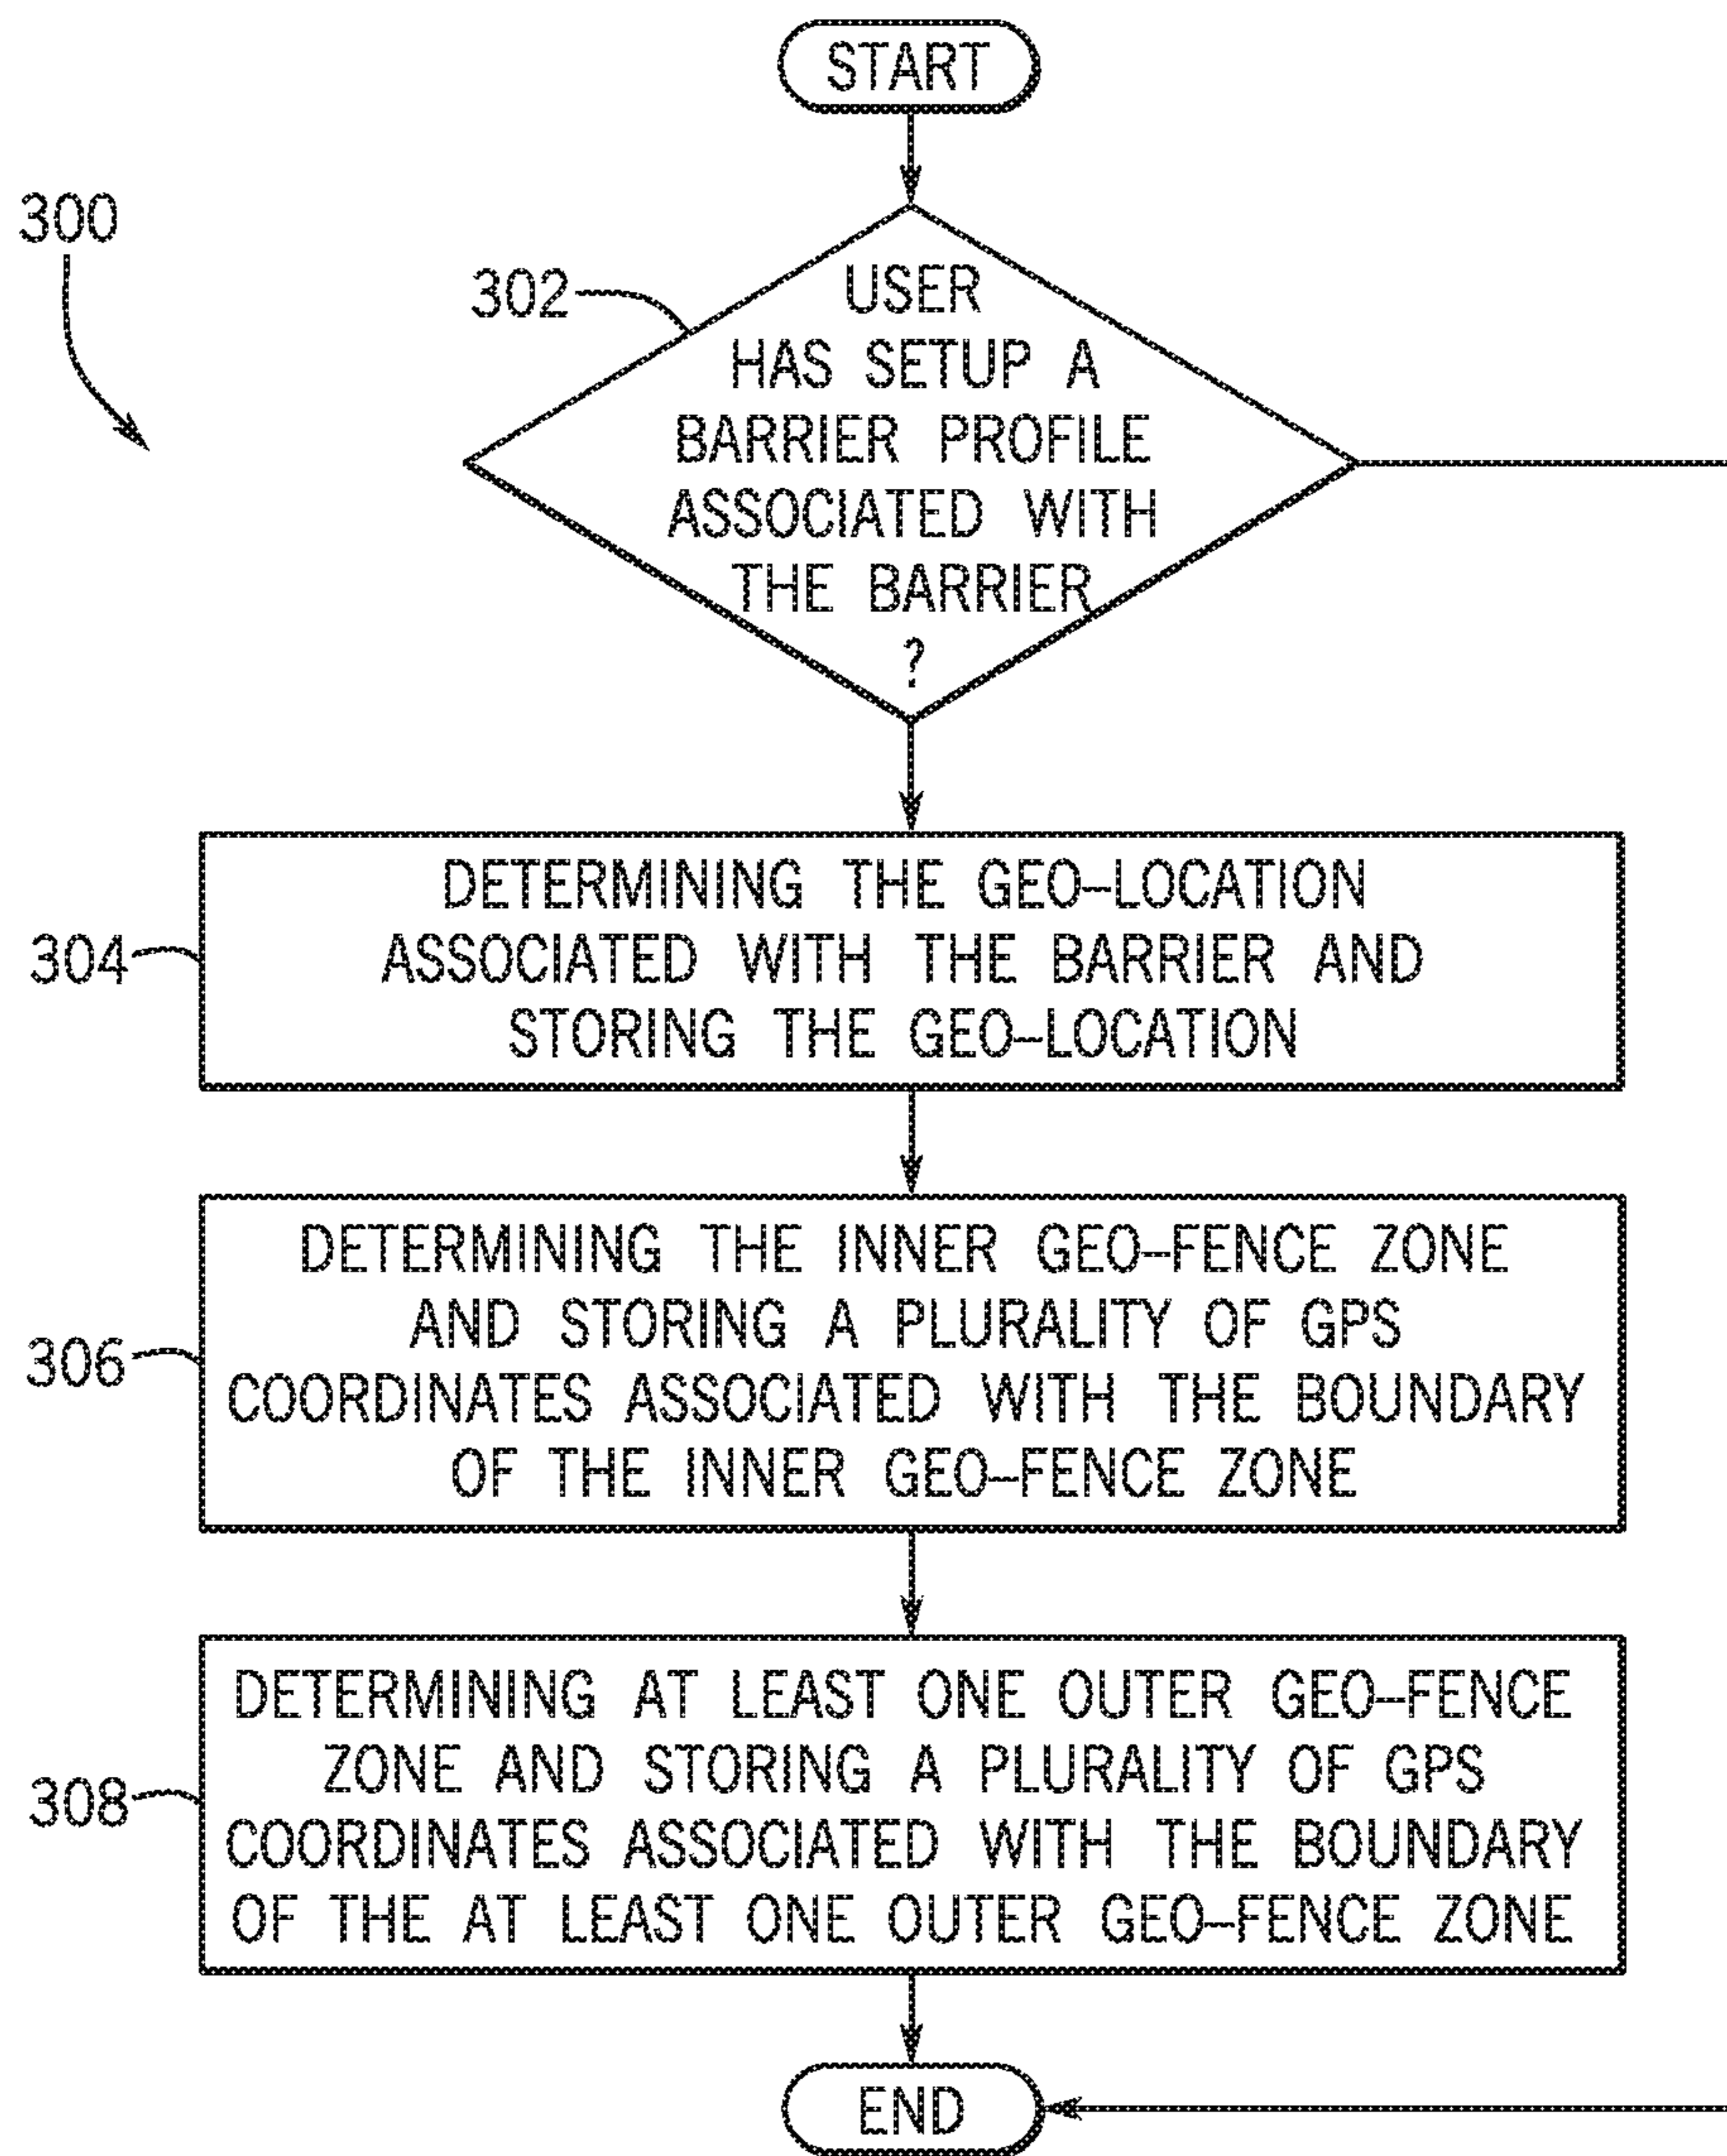 START
300
302
USER
HAS SETUP A
BARRIER PROFILE
ASSOCIATED WITH
THE BARRIER
?
304
DETERMINING THE GEO–LOCATION
ASSOCIATED WITH THE BARRIER AND
STORING THE GEO–LOCATION
306
DETERMINING THE INNER GEO–FENCE ZONE
AND STORING A PLURALITY OF GPS
COORDINATES ASSOCIATED WITH THE BOUNDARY
OF THE INNER GEO–FENCE ZONE
308
DETERMINING AT LEAST ONE OUTER GEO–FENCE
ZONE AND STORING A PLURALITY OF GPS
COORDINATES ASSOCIATED WITH THE BOUNDARY
OF THE AT LEAST ONE OUTER GEO–FENCE ZONE
END